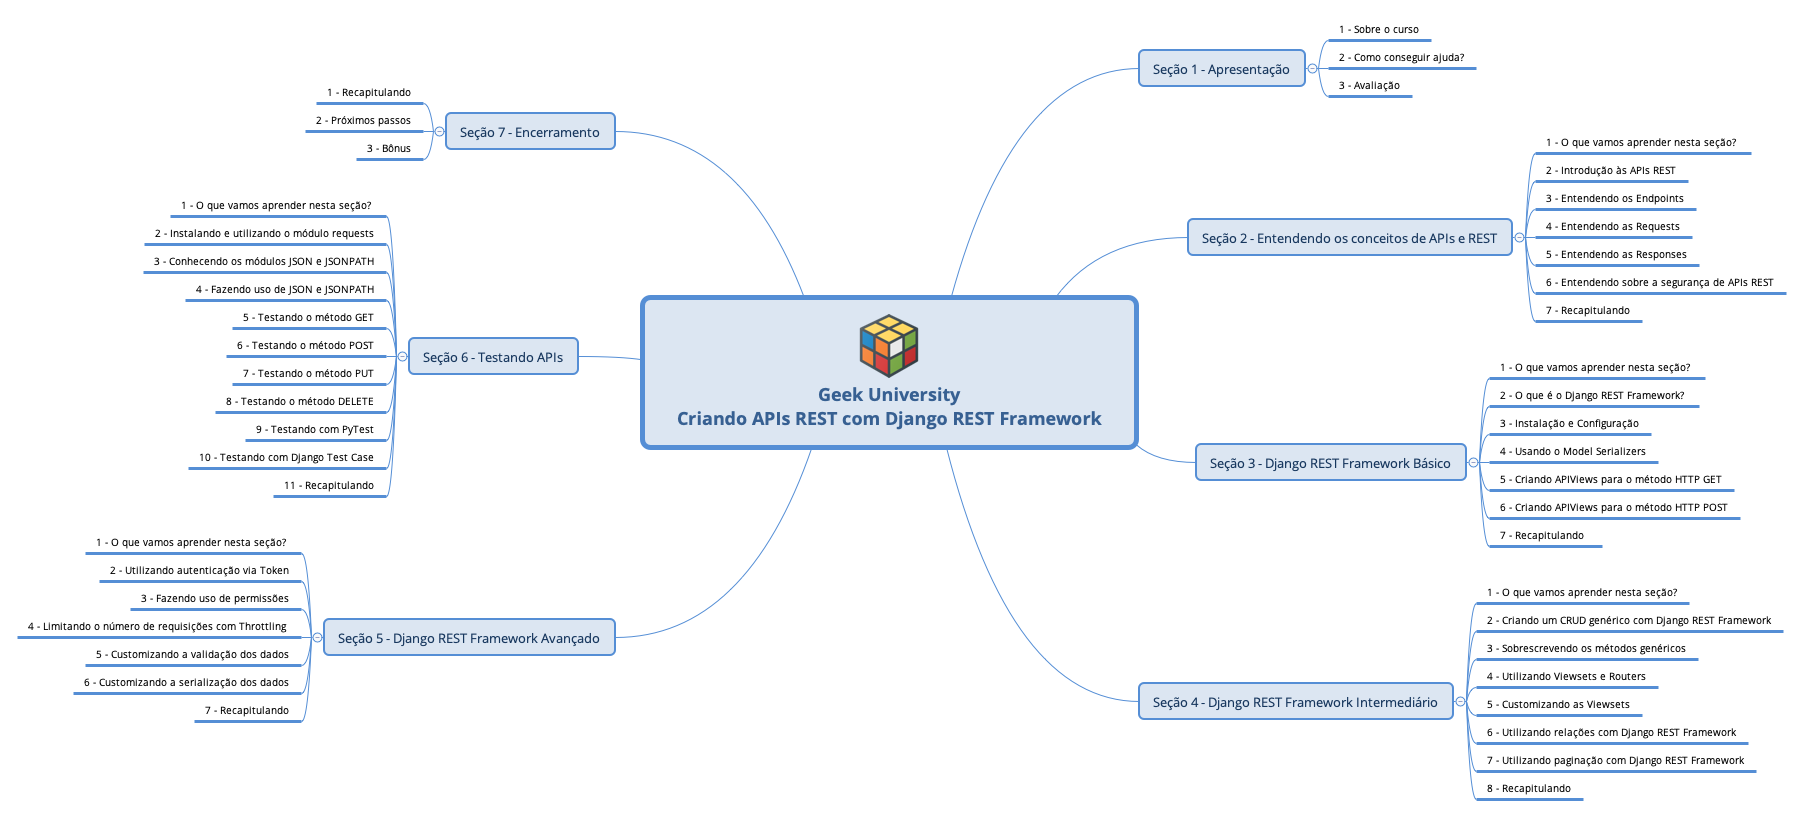 Geek University
Criando APIs REST com Django REST Framework
Seção 1 - Apresentação
1 - Sobre o curso
2 - Como conseguir ajuda?
3 - Avaliação
Seção 2 - Entendendo os conceitos de APIs e REST
1 - O que vamos aprender nesta seção?
2 - Introdução às APIs REST
3 - Entendendo os Endpoints
4 - Entendendo as Requests
5 - Entendendo as Responses
6 - Entendendo sobre a segurança de APIs REST
7 - Recapitulando
Seção 3 - Django REST Framework Básico
1 - O que vamos aprender nesta seção?
2 - O que é o Django REST Framework?
3 - Instalação e Configuração
4 - Usando o Model Serializers
5 - Criando APIViews para o método HTTP GET
6 - Criando APIViews para o método HTTP POST
7 - Recapitulando
Seção 4 - Django REST Framework Intermediário
1 - O que vamos aprender nesta seção?
2 - Criando um CRUD genérico com Django REST Framework
3 - Sobrescrevendo os métodos genéricos
4 - Utilizando Viewsets e Routers
5 - Customizando as Viewsets
6 - Utilizando relações com Django REST Framework
7 - Utilizando paginação com Django REST Framework
8 - Recapitulando
Seção 5 - Django REST Framework Avançado
1 - O que vamos aprender nesta seção?
2 - Utilizando autenticação via Token
3 - Fazendo uso de permissões
4 - Limitando o número de requisições com Throttling
5 - Customizando a validação dos dados
6 - Customizando a serialização dos dados
7 - Recapitulando
Seção 6 - Testando APIs
1 - O que vamos aprender nesta seção?
2 - Instalando e utilizando o módulo requests
3 - Conhecendo os módulos JSON e JSONPATH
4 - Fazendo uso de JSON e JSONPATH
5 - Testando o método GET
6 - Testando o método POST
7 - Testando o método PUT
8 - Testando o método DELETE
9 - Testando com PyTest
10 - Testando com Django Test Case
11 - Recapitulando
Seção 7 - Encerramento
1 - Recapitulando
2 - Próximos passos
3 - Bônus